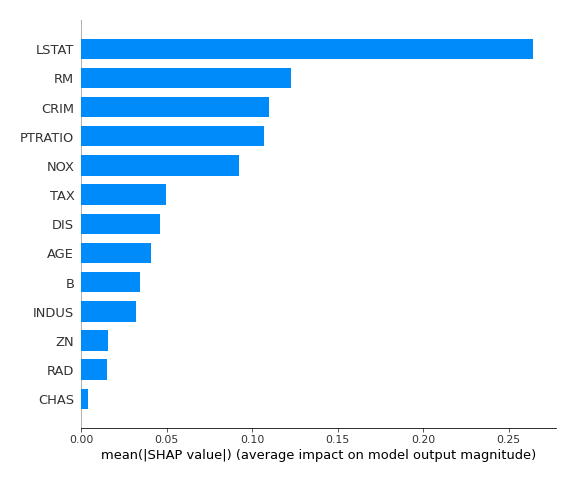 LSTAT
RM
CRIM
PTRATIO
NOX
TAX
DIS
AGE
B
INDUS
ZN
RAD
CHAS
0.00 0.05 0.10 0.15 0.20 0.25
mean(|SHAP value|) (average impact on model output magnitude)